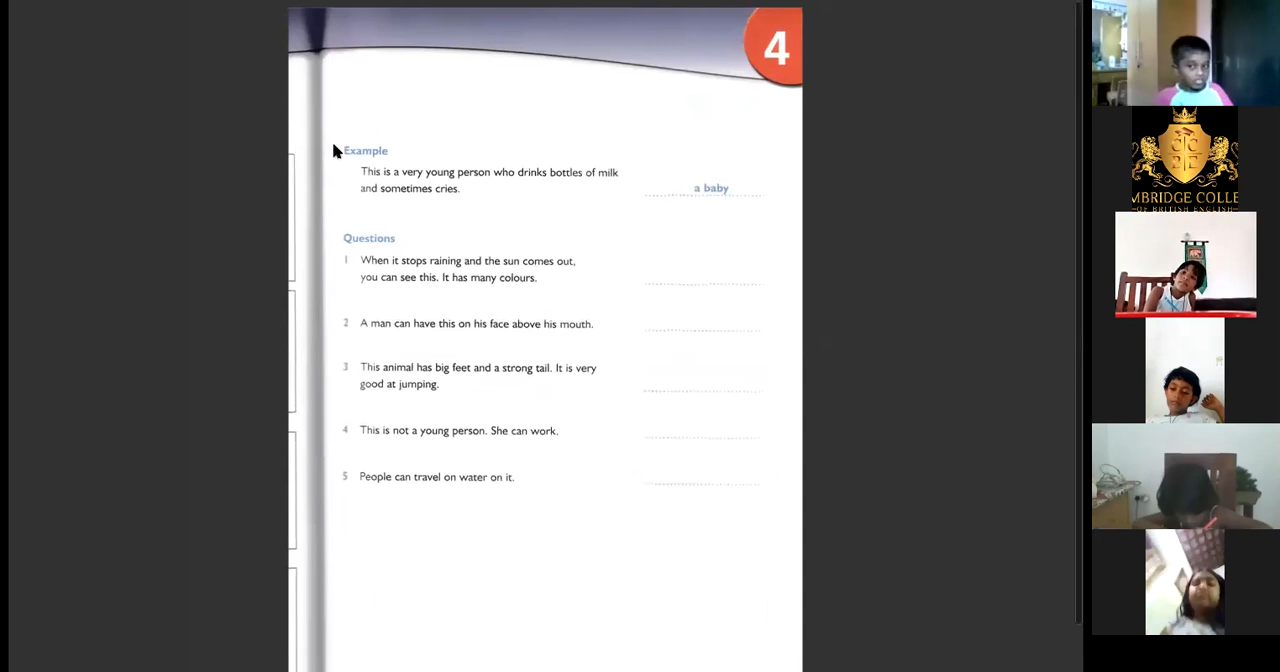 4
Example
This is a very young person who drinks bottles of milk
and sometimes cries.
a baby
Questions
1 When it stops raining and the sun comes out,
you can see this. It has many colours.
2 A man can have this on his face above his mouth.
3 This animal has big feet and a strong tail. It is very
good at jumping.
4 This is not a young person. She can work.
5 People can travel on water on it.
MBRIDGE COLLE
OF BRITISH ENGLISH